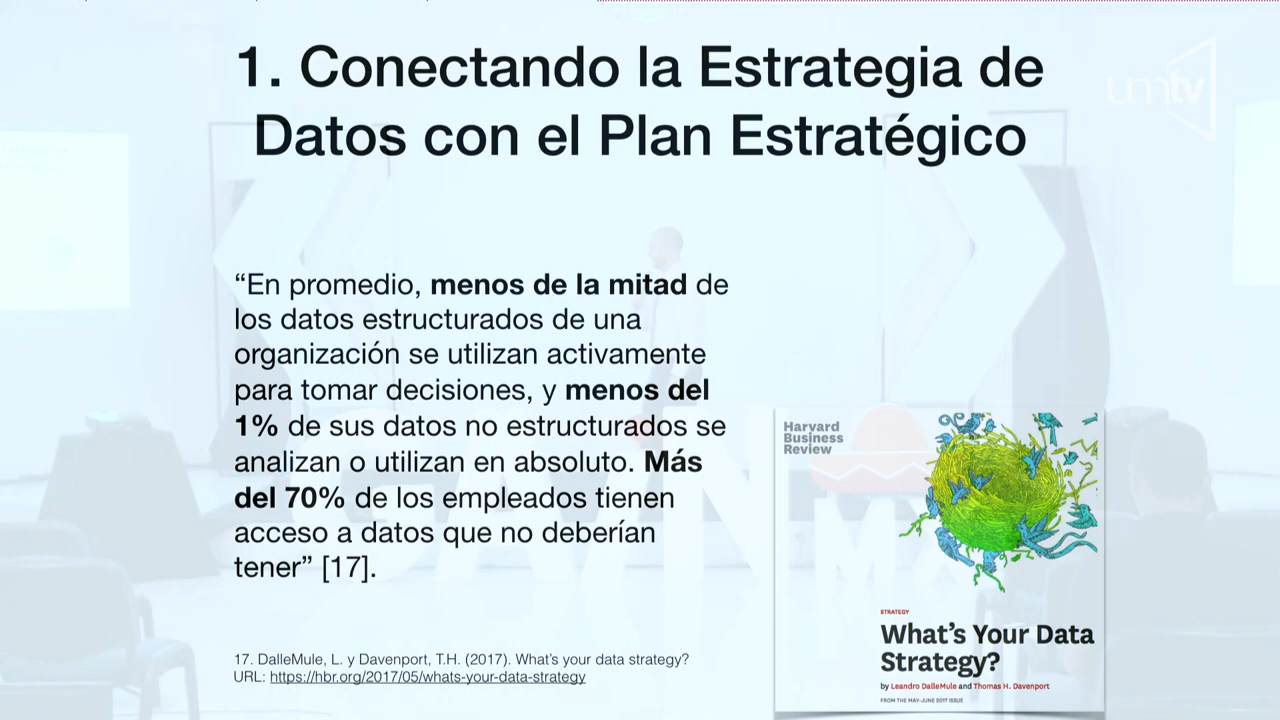 1. Conectando la Estrategia de
Datos con el Plan Estratégico
umtv
“En promedio, menos de la mitad de
los datos estructurados de una
organización se utilizan activamente
para tomar decisiones, y menos del
1% de sus datos no estructurados se
analizan o utilizan en absoluto. Más
del 70% de los empleados tienen
acceso a datos que no deberían
tener” [17].
17. DalleMule, L. y Davenport, T.H. (2017). What’s your data strategy?
URL: https://hbr.org/2017/05/whats-your-data-strategy
Harvard
Business
Review
STRATEGY
What’s Your Data
Strategy?
by Leandro DalleMule and Thomas H. Davenport
FROM THE MAY-JUNE 2017 ISSUE